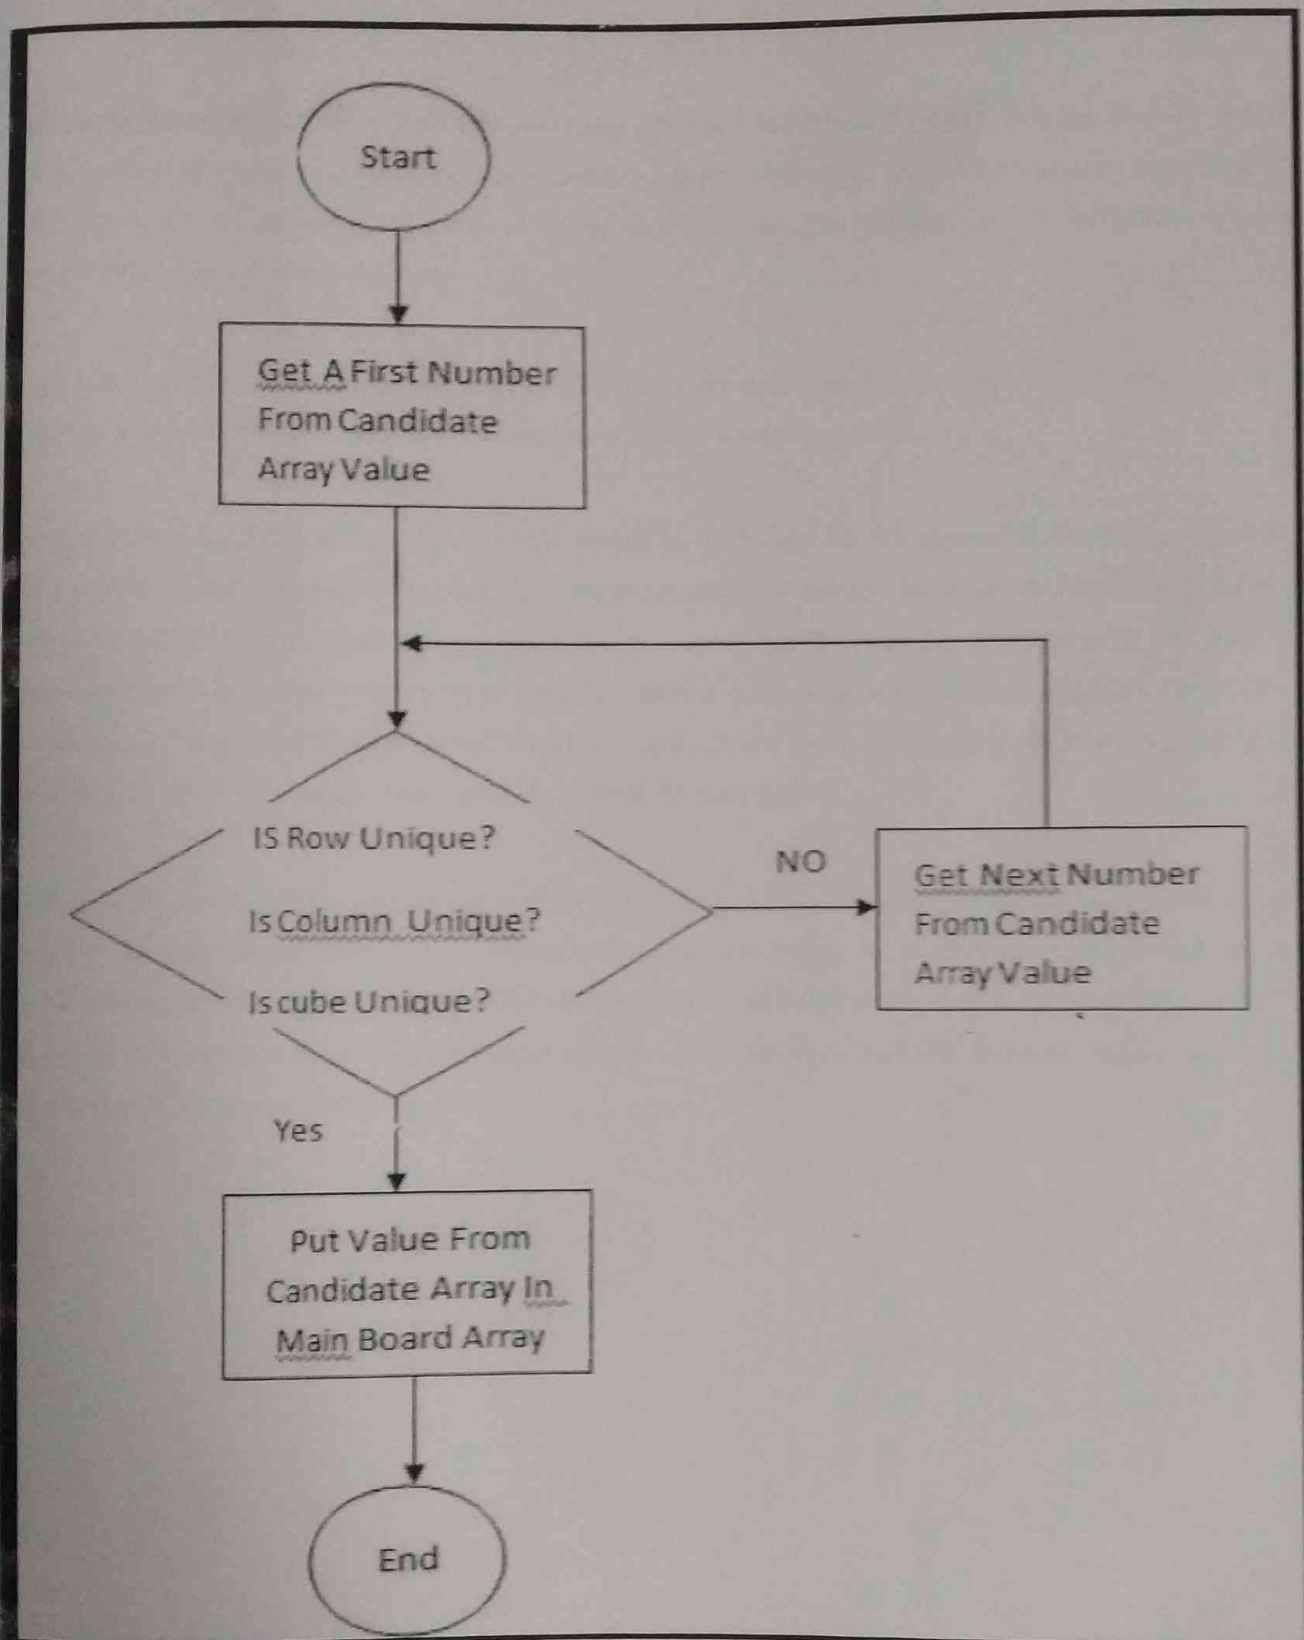 Start
Get A First Number
From Candidate
Array Value
IS Row Unique?
Is Column Unique?
Is cube Unique?
NO
Get Next Number
From Candidate
Array Value
Yes
Put Value From
Candidate Array In
Main Board Array
End